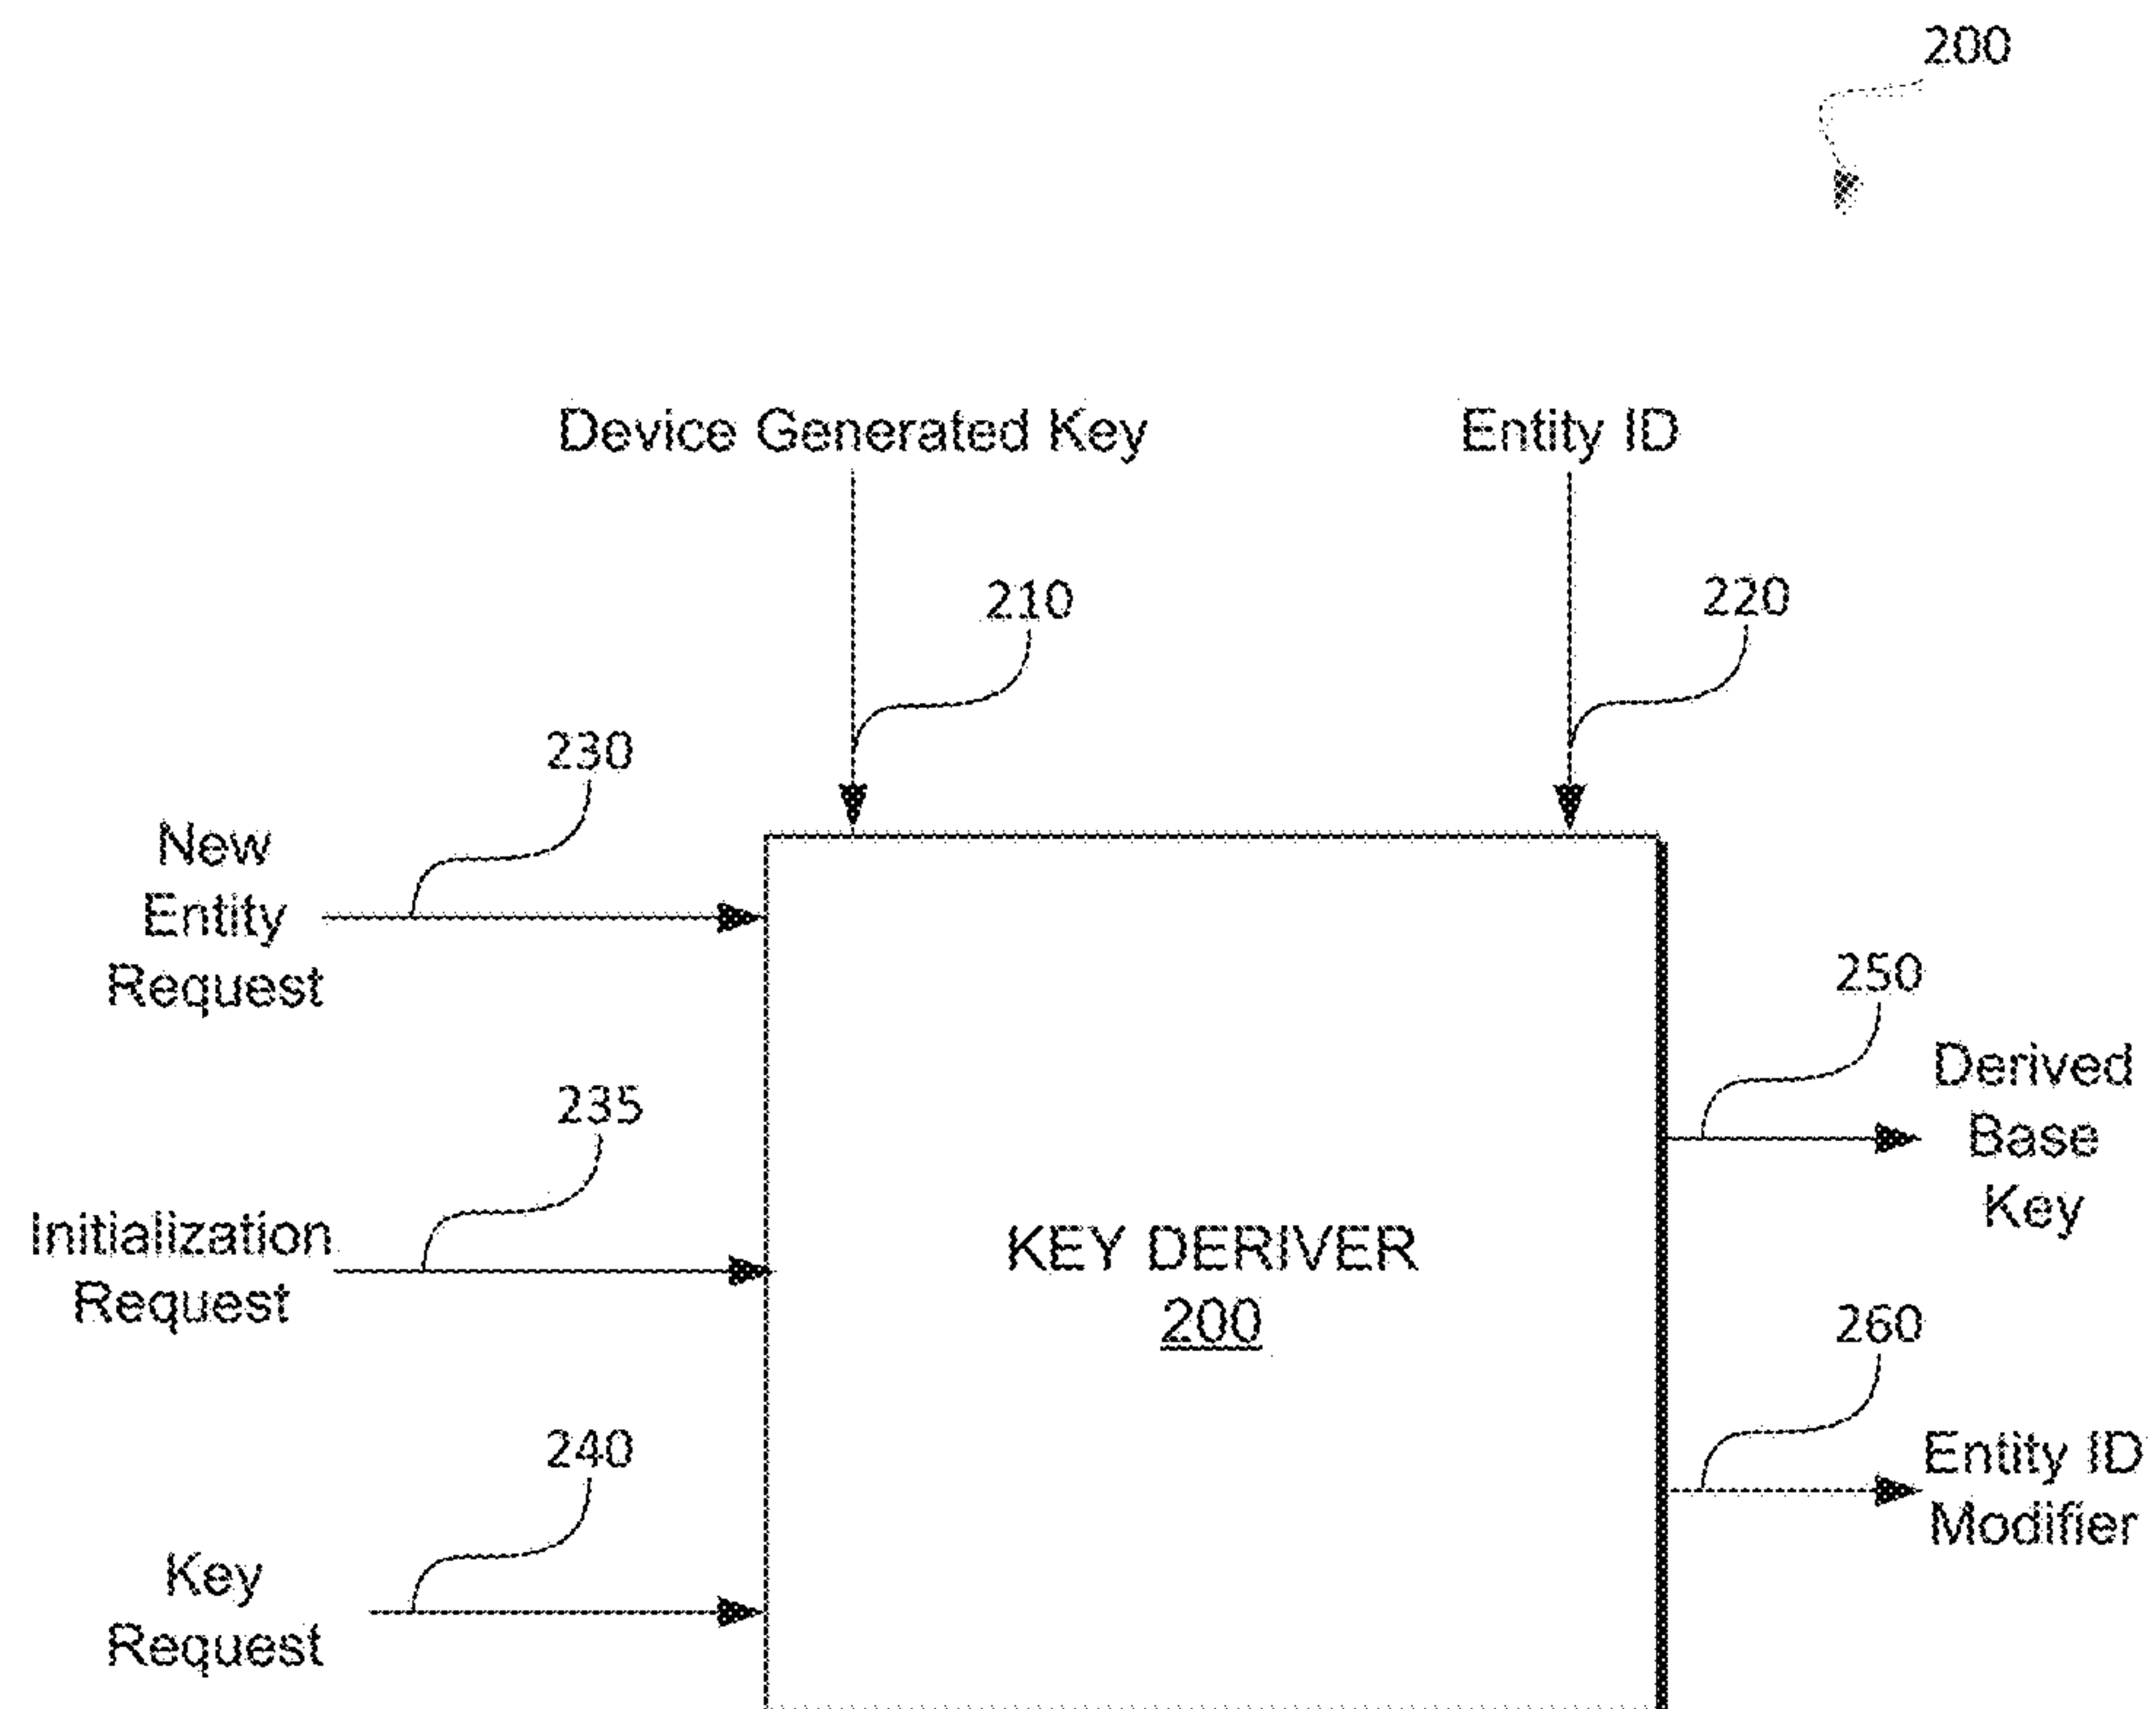 200
Device Generated Key
Entity ID
210
220
230
New
Entity
Request
250
Derived
Base
Key
235
Initialization
Request
KEY DERIVER
200
260
Entity ID
Modifier
240
Key
Request